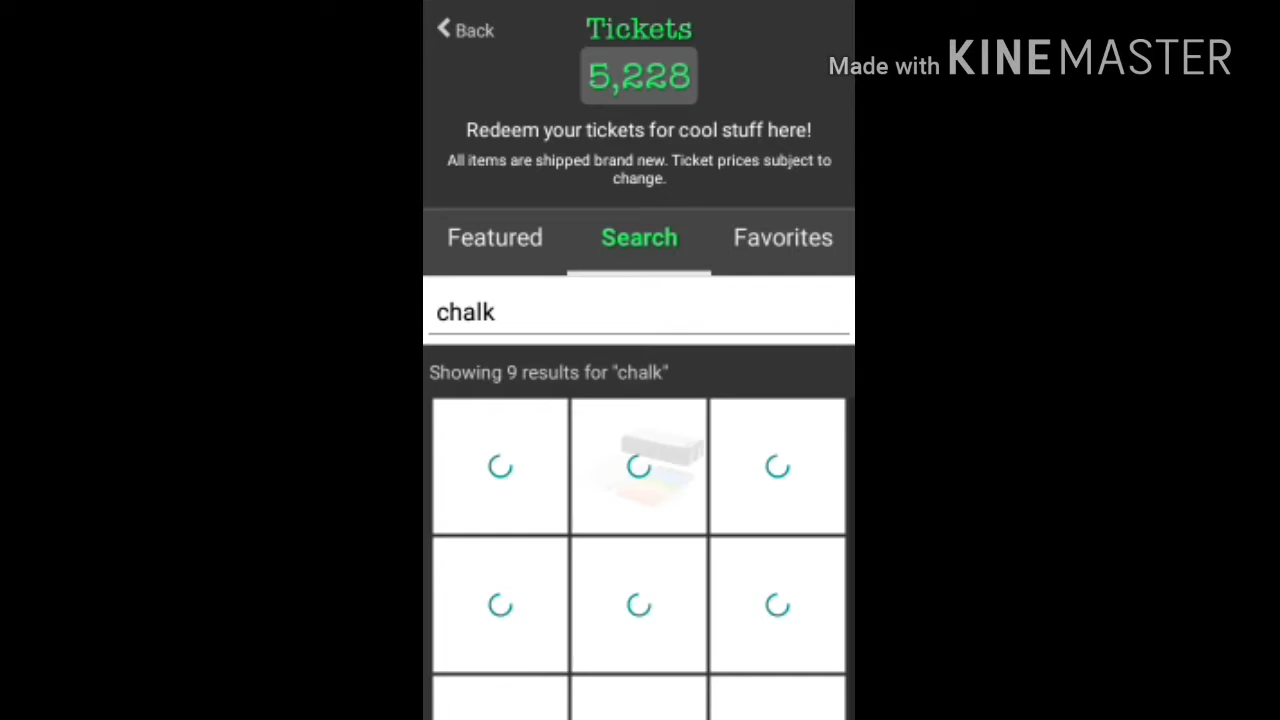 Back
Tickets
Made with KINEMASTER
5,228
Redeem your tickets for cool stuff here!
All items are shipped brand new. Ticket prices subject to
change.
Featured Search Favorites
chalk
Showing 9 results for "chalk"